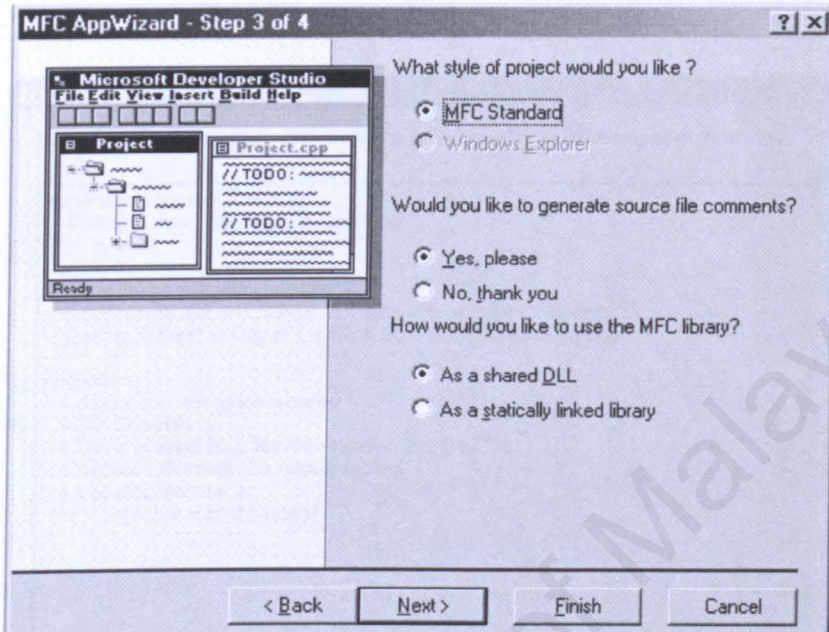 MFC AppWizard - Step 3 of 4
Microsoft Developer Studio
File Edit View Insert Build Help
Project
Project.cpp
// TODO:
// TODO:
Ready
What style of project would you like ?
MFC Standard
Windows Explorer
Would you like to generate source file comments?
Yes, please
No, thank you
How would you like to use the MFC library?
As a shared DLL
As a statically linked library
< Back
Next >
Finish
Cancel
of Malay